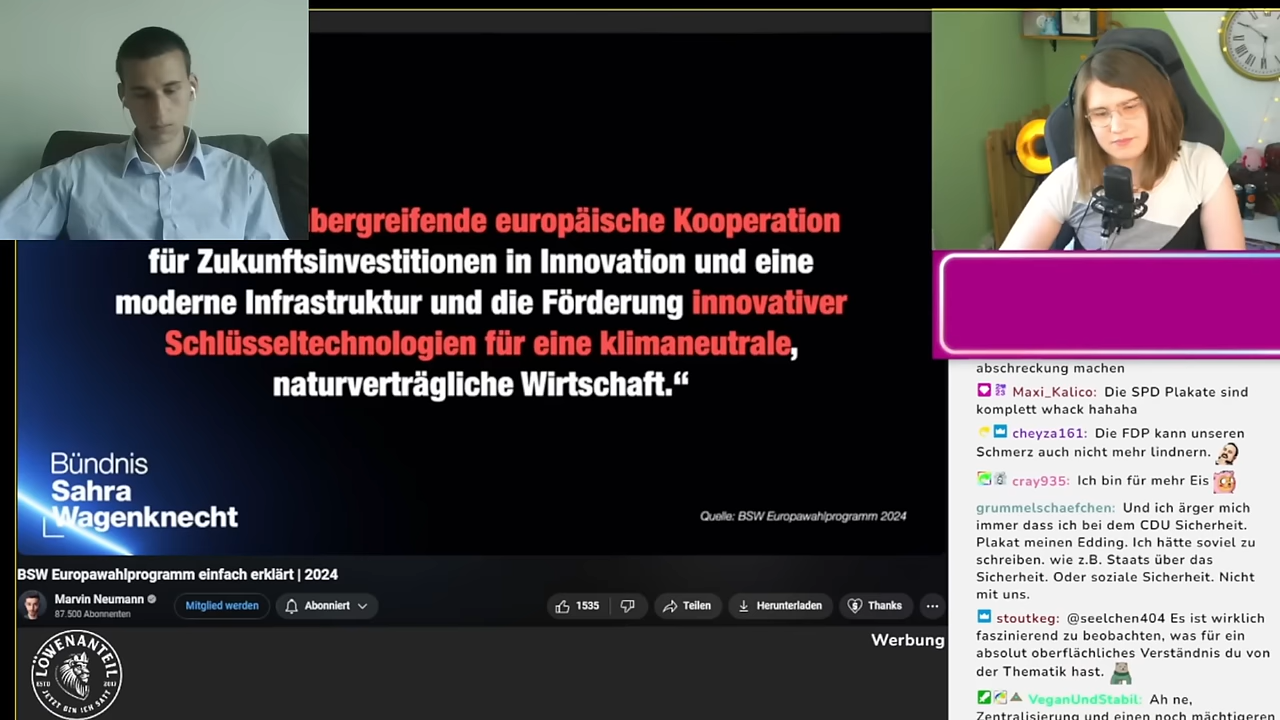 bergreifende europäische Kooperation
für Zukunftsinvestitionen in Innovation und eine
moderne Infrastruktur und die Förderung innovativer
Schlüsseltechnologien für eine klimaneutrale,
naturverträgliche Wirtschaft.“
Bündnis
Sahra
Wagenknecht
Quelle: BSW Europawahlprogramm 2024
BSW Europawahlprogramm einfach erklärt | 2024
Marvin Neumann
87.500 Abonnenten
Mitglied werden
Abonniert
1535
Teilen
Herunterladen
Thanks
Werbung
LÖWENANTEIL
ESTD 2017
JETZT BIN ICH SATT
abschreckung machen
Maxi_Kalico: Die SPD Plakate sind
komplett whack hahaha
cheyza161: Die FDP kann unseren
Schmerz auch nicht mehr lindnern.
cray935: Ich bin für mehr Eis
grummelschaefchen: Und ich ärger mich
immer dass ich bei dem CDU Sicherheit.
Plakat meinen Edding. Ich hätte soviel zu
schreiben. wie z.B. Staats über das
Sicherheit. Oder soziale Sicherheit. Nicht
mit uns.
stoutkeg: @seelchen404 Es ist wirklich
faszinierend zu beobachten, was für ein
absolut oberflächliches Verständnis du von
der Thematik hast.
VeganUndStabil: Ah ne,
Zentralisierung und einen noch mächtigeren